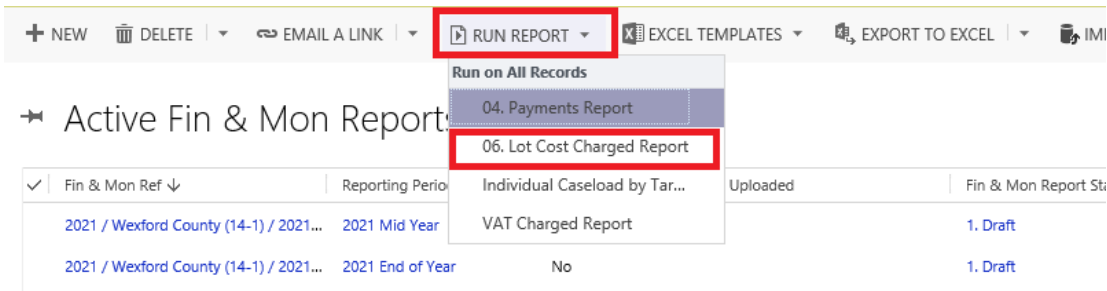 NEW DELETE EMAIL A LINK RUN REPORT EXCEL TEMPLATES EXPORT TO EXCEL
Run on All Records
04. Payments Report
Active Fin & Mon Reports
06. Lot Cost Charged Report
Fin & Mon Ref Reporting Individual Caseload by Tar... Uploaded Fin & Mon Report
2021 / Wexford County (14-1) / 2021... 2021 Mid Year VAT Charged Report 1. Draft
2021 / Wexford County (14-1) / 2021... 2021 End of Year No 1. Draft